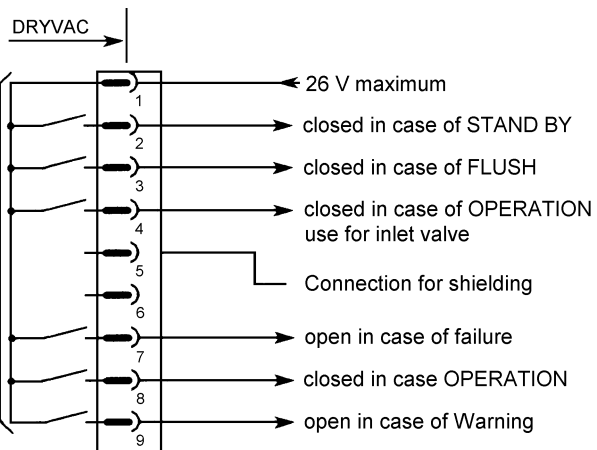 DRYVAC
1
26 V maximum
2
closed in case of STAND BY
3
closed in case of FLUSH
4
closed in case of OPERATION
use for inlet valve
5
Connection for shielding
6
7
open in case of failure
8
closed in case OPERATION
9
open in case of Warning